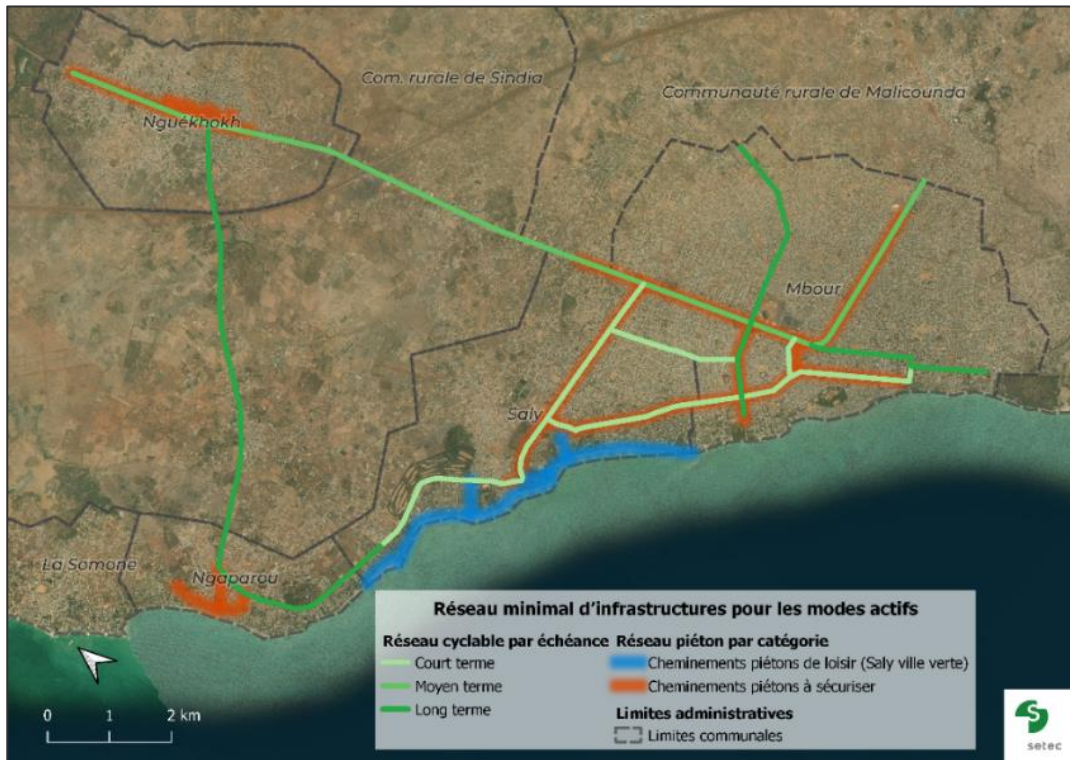 Com. rurale de Sindia
Communauté rurale de Malicounda
Nguékhokh
Mbour
Saly
La Somone
Ngaparou
Réseau minimal d'infrastructures pour les modes actifs
Réseau cyclable par échéance
Court terme
Moyen terme
Long terme
Réseau piéton par catégorie
Cheminements piétons de loisir (Saly ville verte)
Cheminements piétons à sécuriser
Limites administratives
Limites communales
0 1 2 km
setec